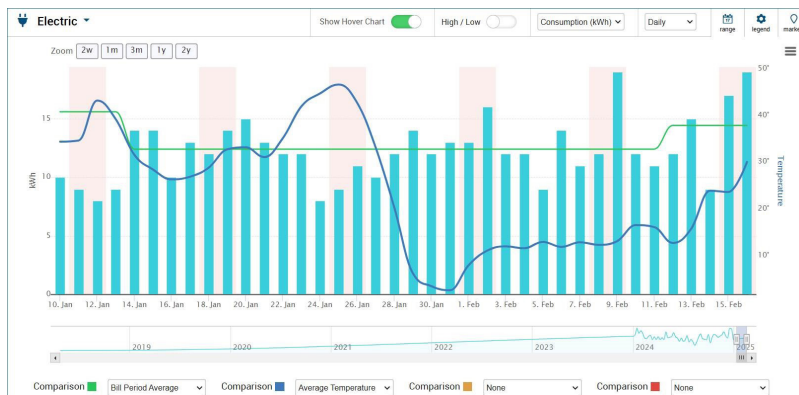 Electric
Show Hover Chart
High / Low
Consumption (kWh)
Daily
range
legend
marke
Zoom 2w 1m 3m 1y 2y
50°
40°
30°
20°
10°
Temperature
15
10
5
0
kWh
10. Jan 12. Jan 14. Jan 16. Jan 18. Jan 20. Jan 22. Jan 24. Jan 26. Jan 28. Jan 30. Jan 1. Feb 3. Feb 5. Feb 7. Feb 9. Feb 11. Feb 13. Feb 15. Feb
2019 2020 2021 2022 2023 2024 2025
Comparison Bill Period Average Comparison Average Temperature Comparison None Comparison None